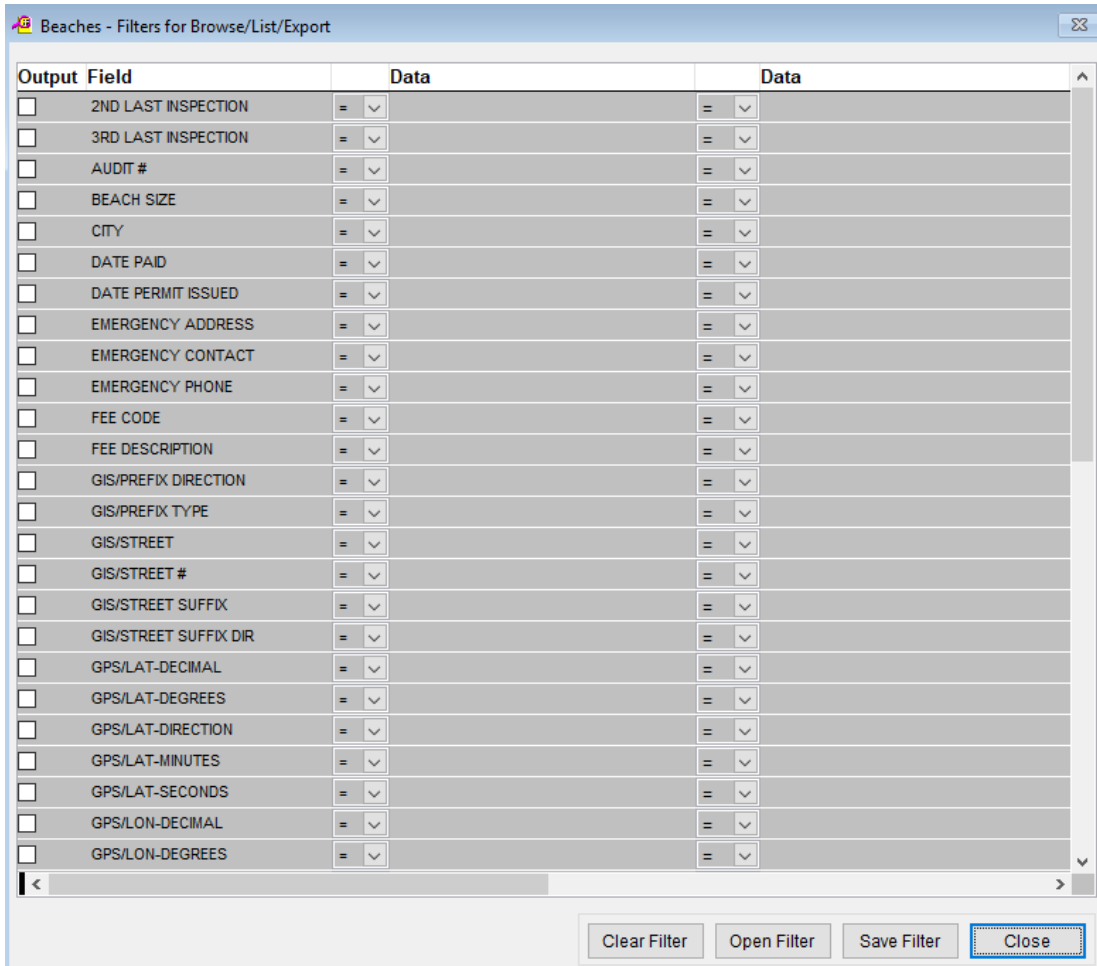 Beaches - Filters for Browse/List/Export
Output Field Data Data
2ND LAST INSPECTION = =
3RD LAST INSPECTION = =
AUDIT # = =
BEACH SIZE = =
CITY = =
DATE PAID = =
DATE PERMIT ISSUED = =
EMERGENCY ADDRESS = =
EMERGENCY CONTACT = =
EMERGENCY PHONE = =
FEE CODE = =
FEE DESCRIPTION = =
GIS/PREFIX DIRECTION = =
GIS/PREFIX TYPE = =
GIS/STREET = =
GIS/STREET # = =
GIS/STREET SUFFIX = =
GIS/STREET SUFFIX DIR = =
GPS/LAT-DECIMAL = =
GPS/LAT-DEGREES = =
GPS/LAT-DIRECTION = =
GPS/LAT-MINUTES = =
GPS/LAT-SECONDS = =
GPS/LON-DECIMAL = =
GPS/LON-DEGREES = =
Clear Filter Open Filter Save Filter Close